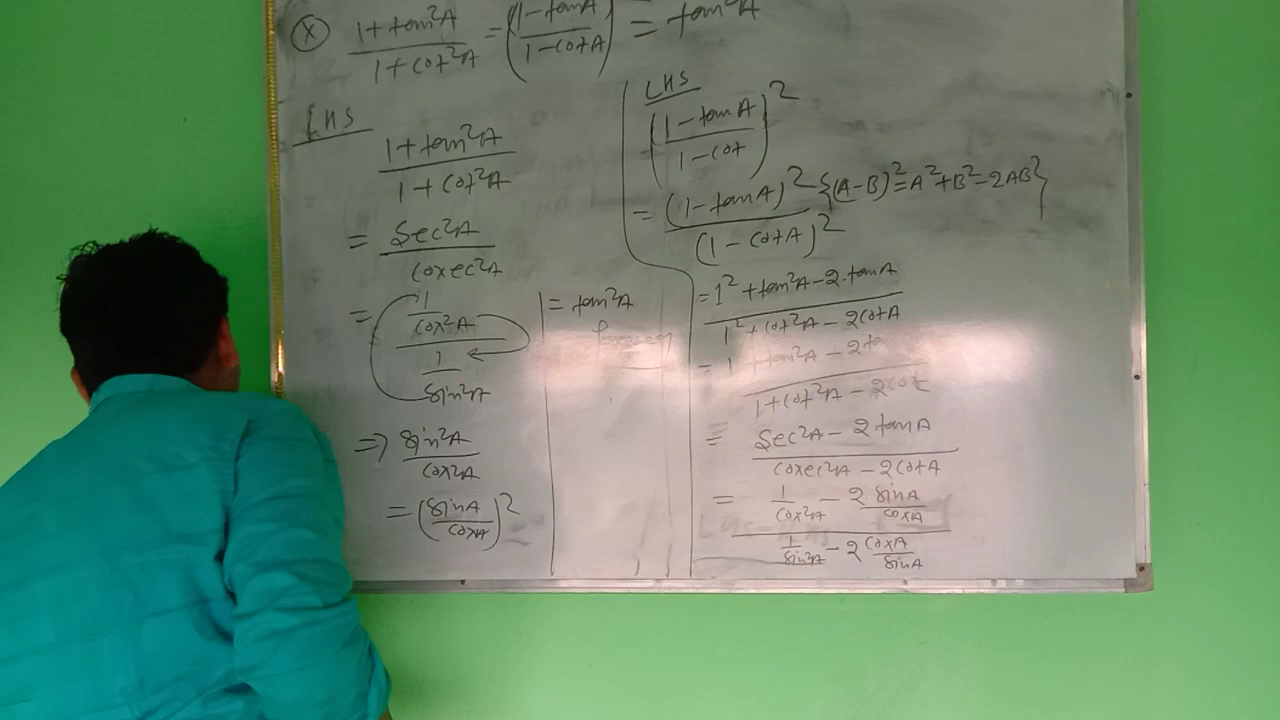 (x) 1+tan²A / 1+cot²A = (1-tanA / 1-cotA) = tan²A
LHS
1+tan²A / 1+cot²A
= Sec²A / Cosec²A
= 1/Cos²A / 1/Sin²A
=> Sin²A / Cos²A
= (SinA / CosA)²
= tan²A
LHS
(1-tanA / 1-cot)²
= (1-tanA)² / (1-cotA)² {(A-B)²=A²+B²-2AB}
= 1²+tan²A-2.tanA / 1²+cot²A-2cotA
= 1 tan²A-2ta / 1+cot²A-2cot
= Sec²A-2tanA / Cosec²A-2cotA
= 1/Cos²A - 2 SinA/CosA / 1/Sin²A - 2 CosA/SinA